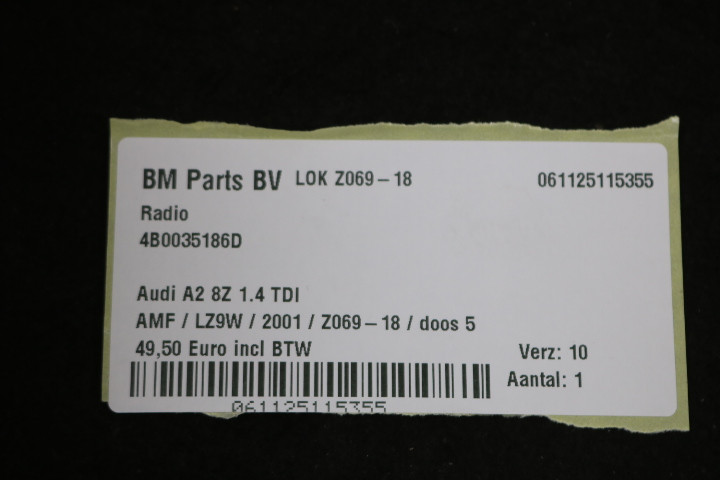 BM Parts BV LOK Z069-18 061125115355
Radio
4B0035186D
Audi A2 8Z 1.4 TDI
AMF / LZ9W / 2001 / Z069-18 / doos 5
49,50 Euro incl BTW Verz: 10
Aantal: 1
061125115355